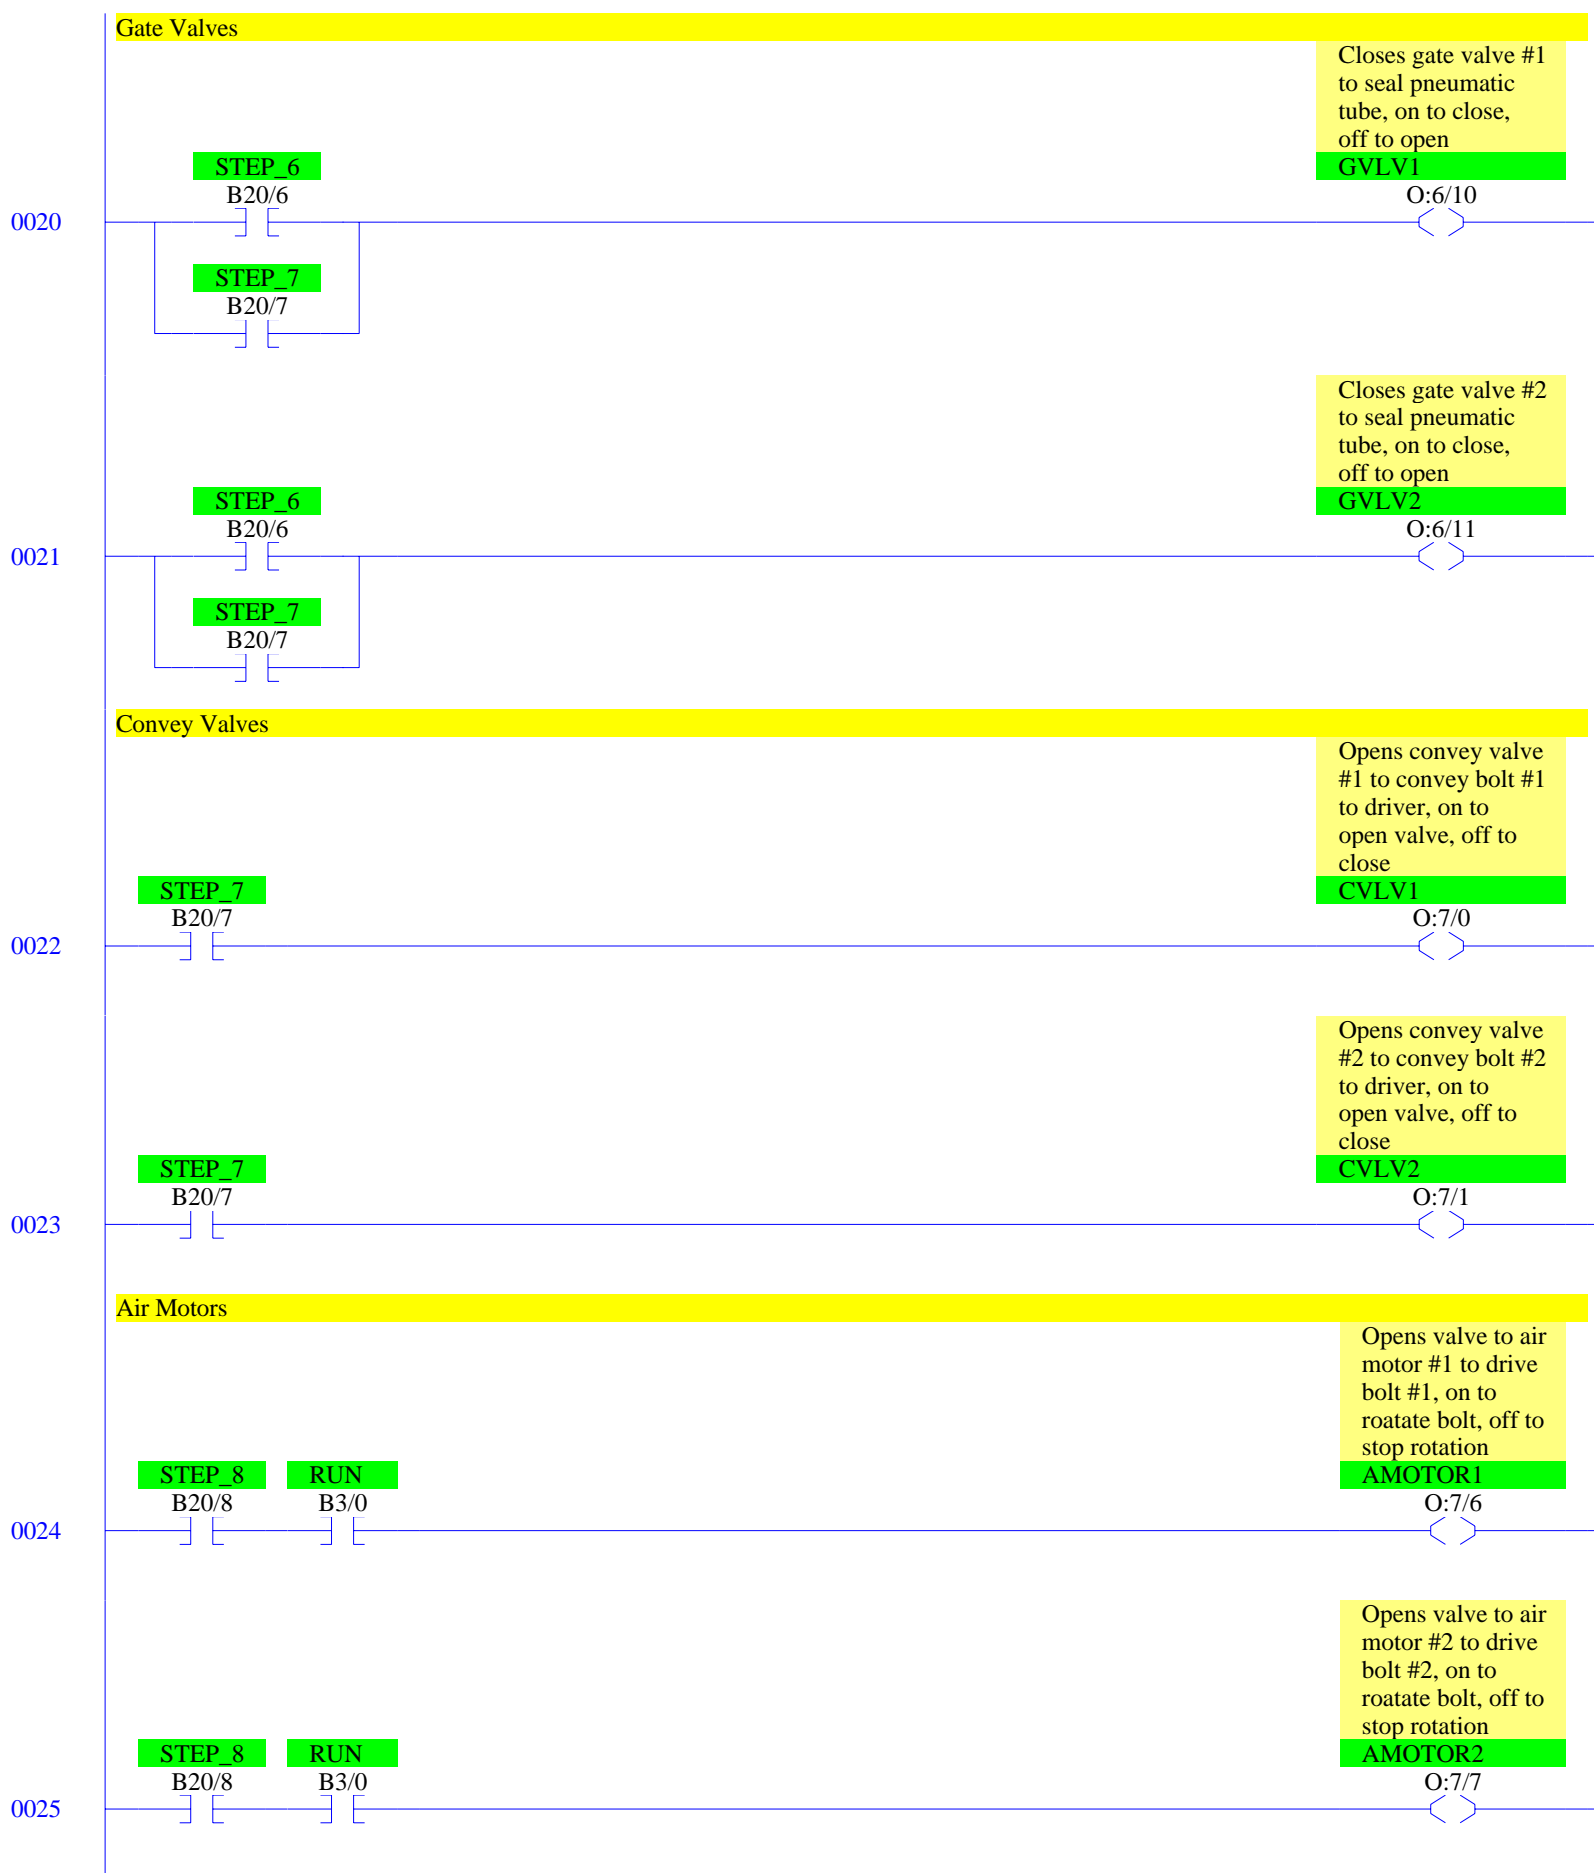 Gate Valves
Closes gate valve #1
to seal pneumatic
tube, on to close,
off to open
STEP_6
GVLV1
B20/6
O:6/10
0020
STEP_7
B20/7
Closes gate valve #2
to seal pneumatic
tube, on to close,
off to open
STEP_6
GVLV2
B20/6
O:6/11
0021
STEP_7
B20/7
Convey Valves
Opens convey valve
#1 to convey bolt #1
to driver, on to
open valve, off to
close
STEP_7
CVLV1
B20/7
O:7/0
0022
Opens convey valve
#2 to convey bolt #2
to driver, on to
open valve, off to
close
STEP_7
CVLV2
B20/7
O:7/1
0023
Air Motors
Opens valve to air
motor #1 to drive
bolt #1, on to
roatate bolt, off to
stop rotation
STEP_8 RUN
AMOTOR1
B20/8 B3/0
O:7/6
0024
Opens valve to air
motor #2 to drive
bolt #2, on to
roatate bolt, off to
stop rotation
STEP_8 RUN
AMOTOR2
B20/8 B3/0
O:7/7
0025